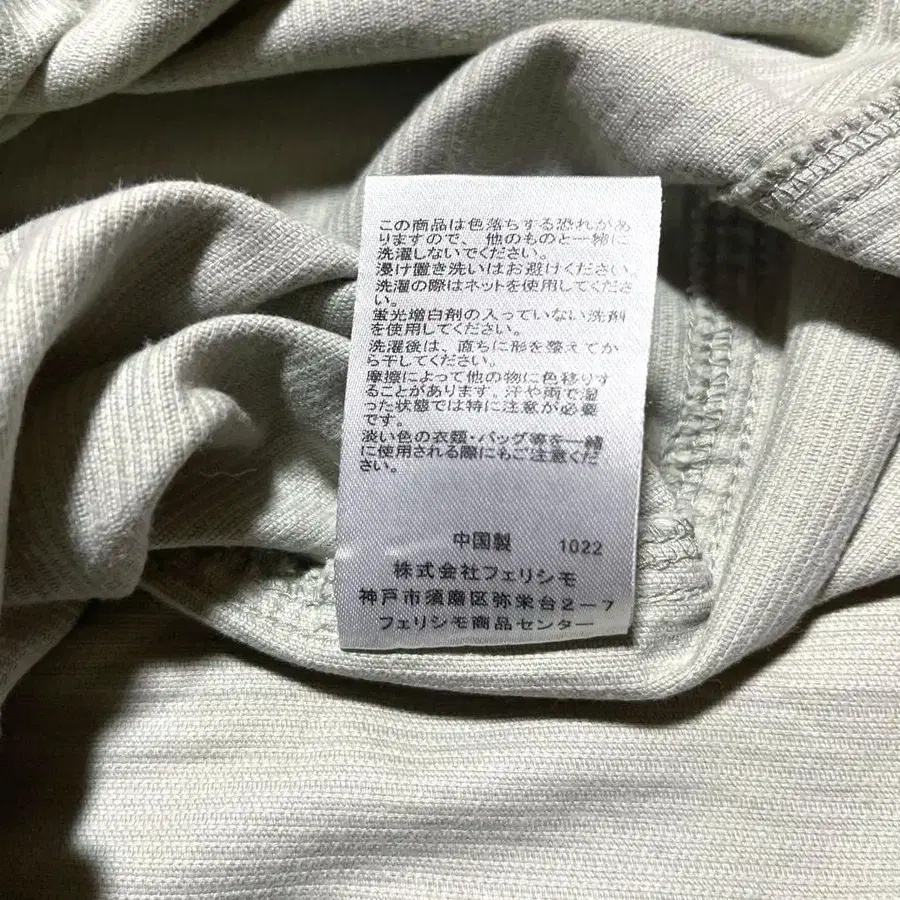 この商品は色落ちする恐れがあ
りますので、他のものと一緒に
洗濯しないでください。
浸け置き洗いはお避けください。
洗濯の際はネットを使用してくださ
い。
蛍光増白剤の入っていない洗剤
を使用してください。
洗濯後は、直ちに形を整えてか
ら干してください。
摩擦によって他の物に色移りす
ることがあります。汗や雨で湿
った状態では特に注意が必要
です。
淡い色の衣類・バッグ等を一緒
に使用される際にもご注意くだ
さい。
中国製 1022
株式会社フェリシモ
神戸市須磨区弥栄台2-7
フェリシモ商品センター